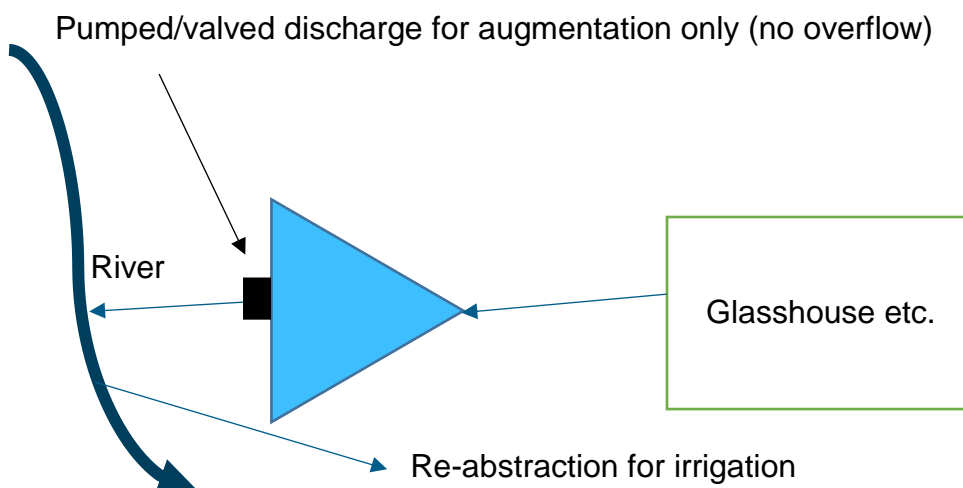 Pumped/valved discharge for augmentation only (no overflow)
River
Glasshouse etc.
Re-abstraction for irrigation